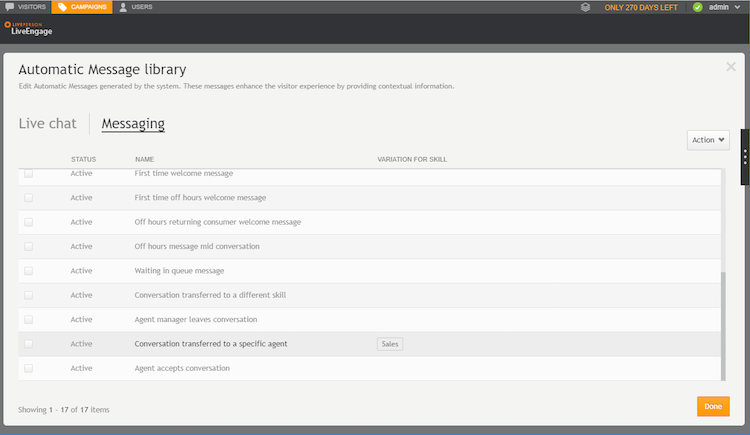 VISITORS CAMPAIGNS USERS ONLY 270 DAYS LEFT admin
LIVEPERSON
LiveEngage
Automatic Message library
Edit Automatic Messages generated by the system. These messages enhance the visitor experience by providing contextual information.
Live chat Messaging
Action
STATUS NAME VARIATION FOR SKILL
Active First time welcome message
Active First time off hours welcome message
Active Off hours returning consumer welcome message
Active Off hours message mid conversation
Active Waiting in queue message
Active Conversation transferred to a different skill
Active Agent manager leaves conversation
Active Conversation transferred to a specific agent Sales
Active Agent accepts conversation
Showing 1 - 17 of 17 items
Done